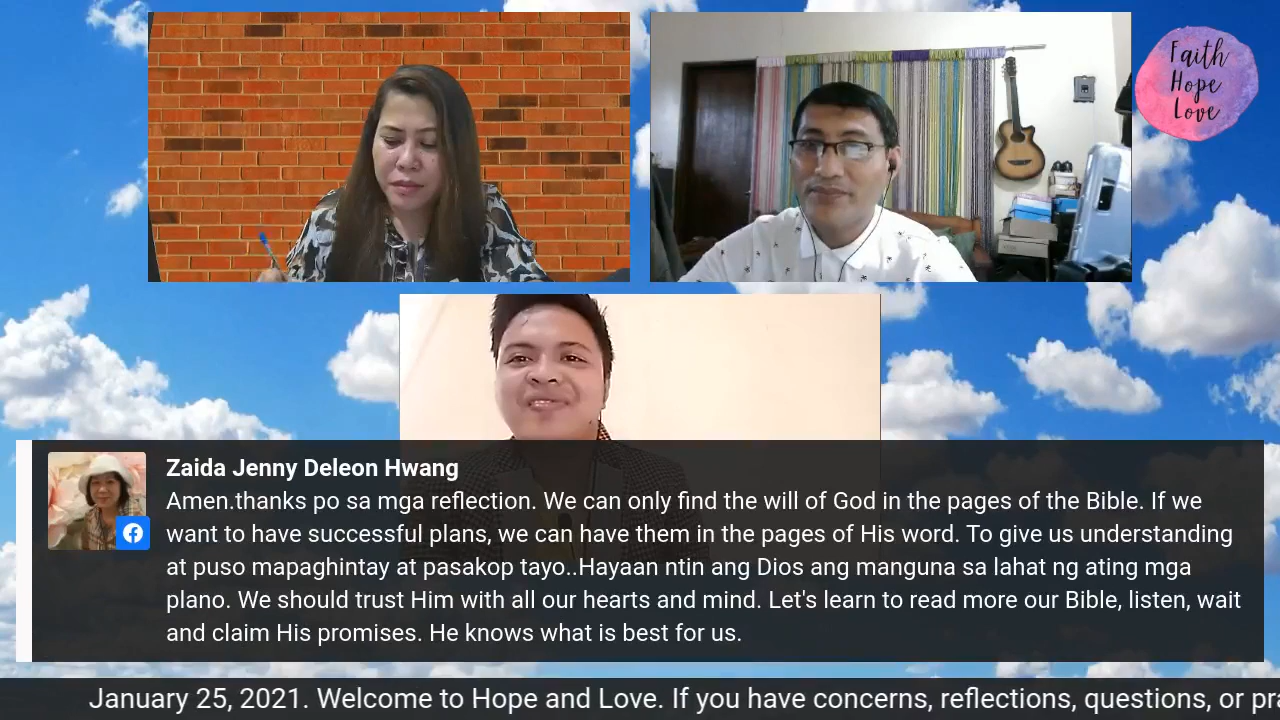 Faith
Hope
Love
Zaida Jenny Deleon Hwang
Amen.thanks po sa mga reflection. We can only find the will of God in the pages of the Bible. If we
want to have successful plans, we can have them in the pages of His word. To give us understanding
at puso mapaghintay at pasakop tayo..Hayaan ntin ang Dios ang manguna sa lahat ng ating mga
plano. We should trust Him with all our hearts and mind. Let's learn to read more our Bible, listen, wait
and claim His promises. He knows what is best for us.
January 25, 2021. Welcome to Hope and Love. If you have concerns, reflections, questions, or pra